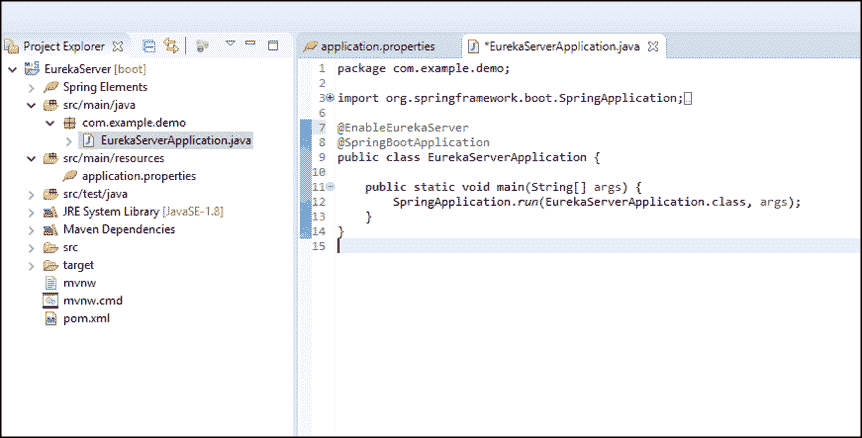 Project Explorer
EurekaServer [boot]
Spring Elements
src/main/java
com.example.demo
EurekaServerApplication.java
src/main/resources
application.properties
src/test/java
JRE System Library [JavaSE-1.8]
Maven Dependencies
src
target
mvnw
mvnw.cmd
pom.xml
application.properties
*EurekaServerApplication.java
1 package com.example.demo;
2
3 import org.springframework.boot.SpringApplication;
6
7 @EnableEurekaServer
8 @SpringBootApplication
9 public class EurekaServerApplication {
10
11 public static void main(String[] args) {
12 SpringApplication.run(EurekaServerApplication.class, args);
13 }
14 }
15